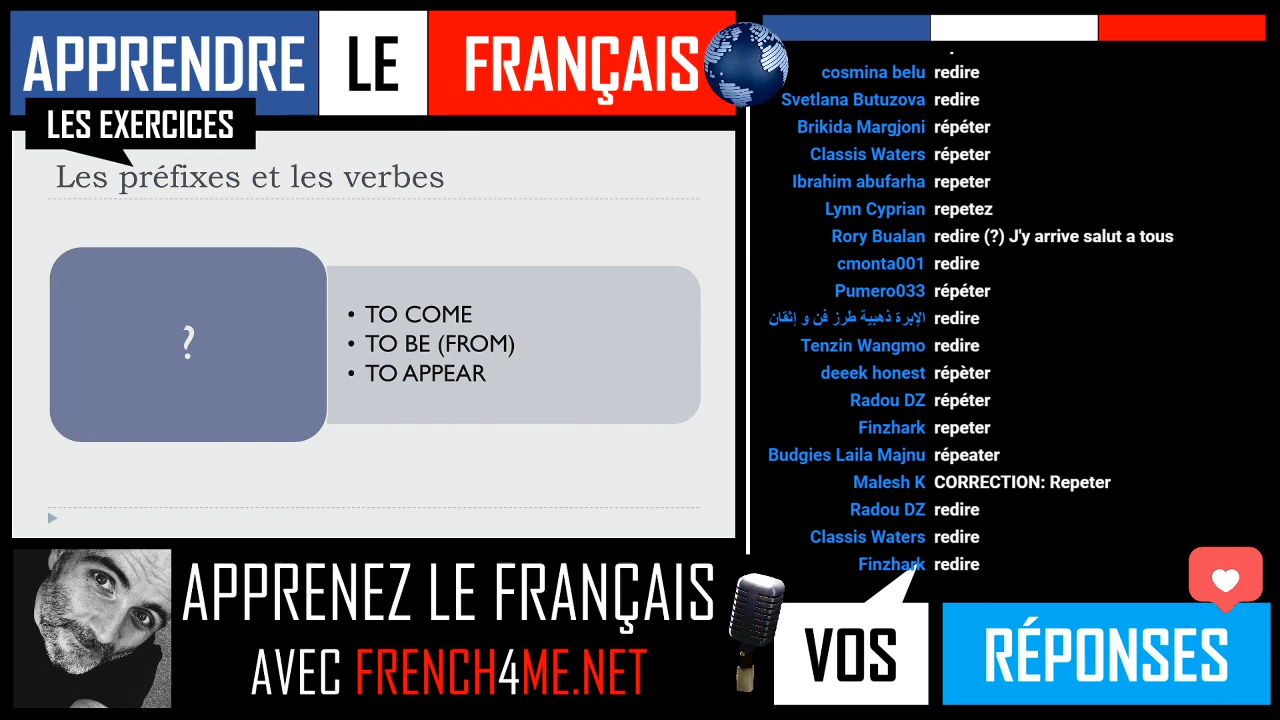 APPRENDRE LE FRANÇAIS
LES EXERCICES
Les préfixes et les verbes
?
• TO COME
• TO BE (FROM)
• TO APPEAR
APPRENEZ LE FRANÇAIS
AVEC FRENCH4ME.NET
cosmina belu redire
Svetlana Butuzova redire
Brikida Margjoni répéter
Classis Waters répeter
Ibrahim abufarha repeter
Lynn Cyprian repetez
Rory Bualan redire (?) J'y arrive salut a tous
cmonta001 redire
Pumero033 répéter
الإبرة ذهبية طرز فن و إتقان redire
Tenzin Wangmo redire
deeek honest répèter
Radou DZ répéter
Finzhark repeter
Budgies Laila Majnu répeater
Malesh K CORRECTION: Repeter
Radou DZ redire
Classis Waters redire
Finzhark redire
VOS RÉPONSES